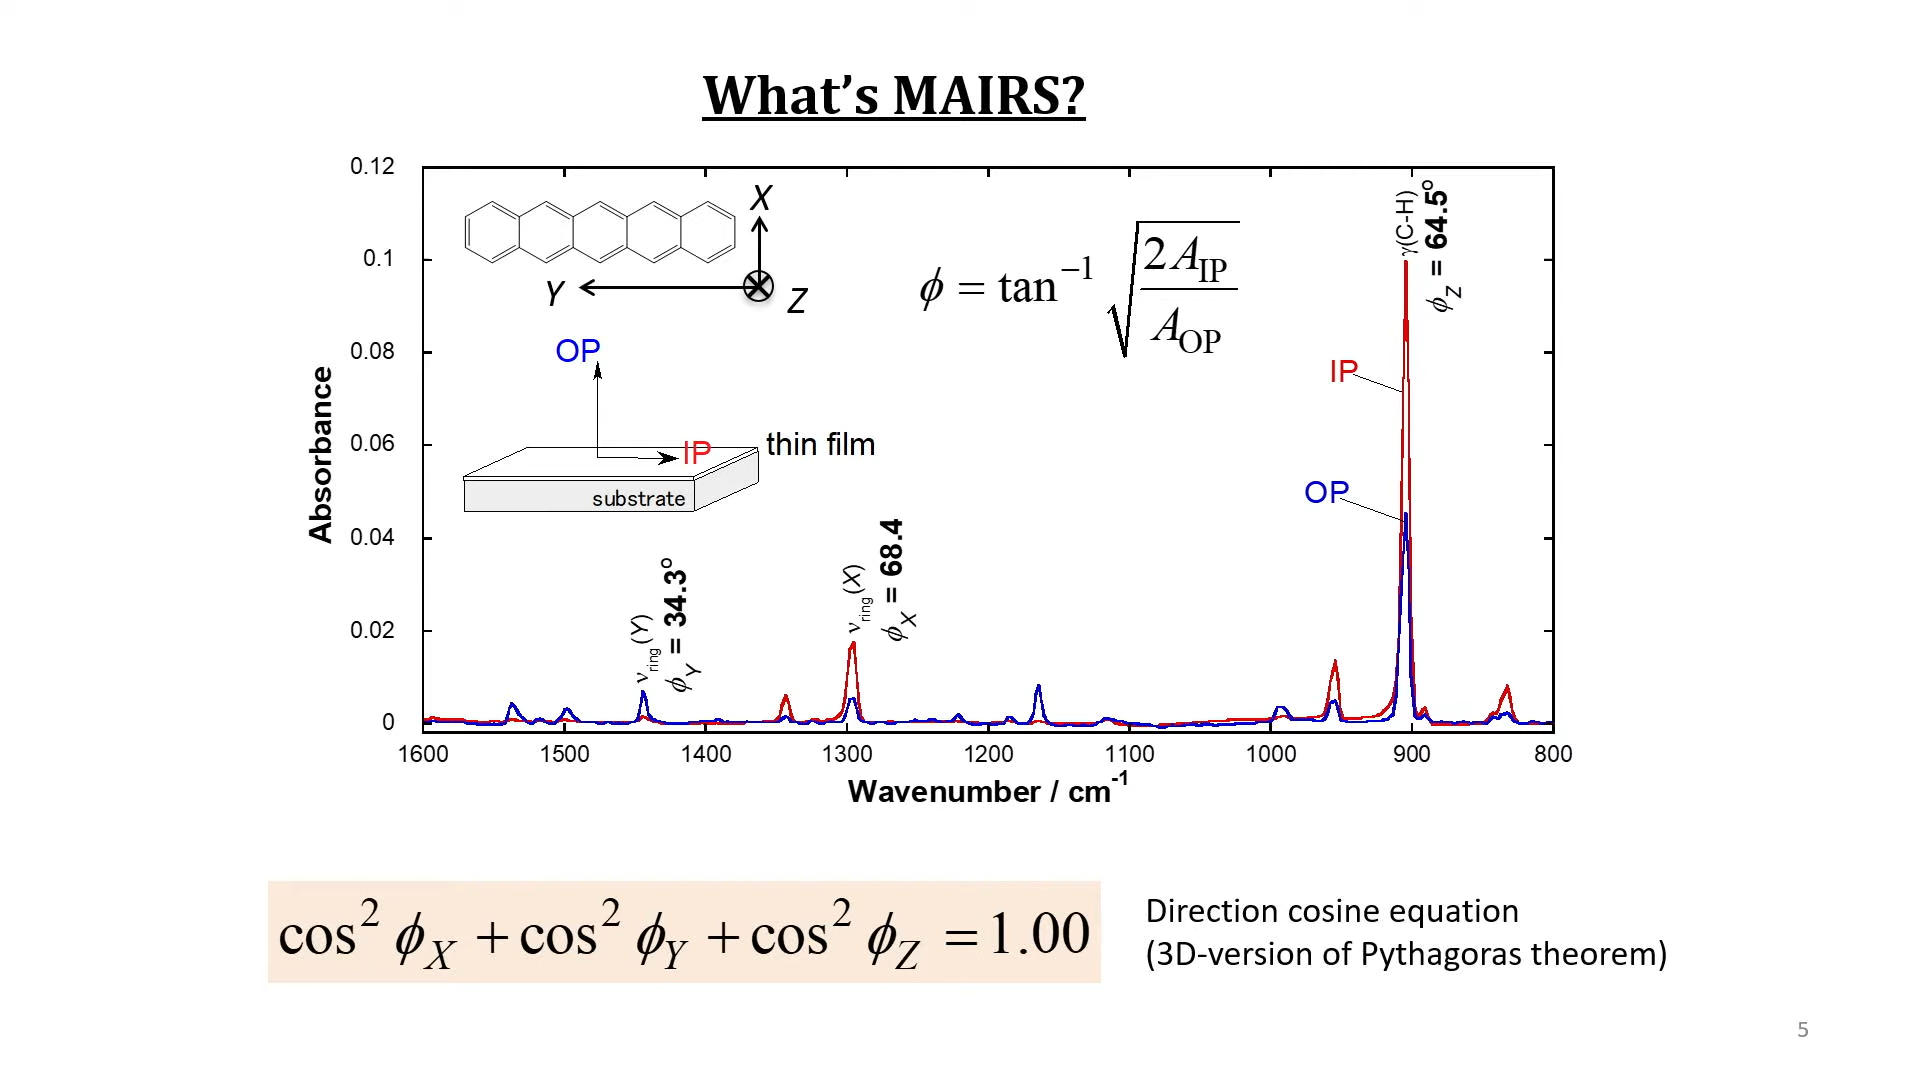 What's MAIRS?
0.12
0.1
0.08
0.06
0.04
0.02
0
Absorbance
X
Y
Z
OP
IP
thin film
substrate
ϕ = tan⁻¹ √(2A_IP / A_OP)
ν_ring(Y)
ϕ_Y = 34.3°
ν_ring(X)
ϕ_X = 68.4
γ(C-H)
ϕ_Z = 64.5°
IP
OP
1600 1500 1400 1300 1200 1100 1000 900 800
Wavenumber / cm⁻¹
cos² ϕ_X + cos² ϕ_Y + cos² ϕ_Z = 1.00
Direction cosine equation
(3D-version of Pythagoras theorem)
5